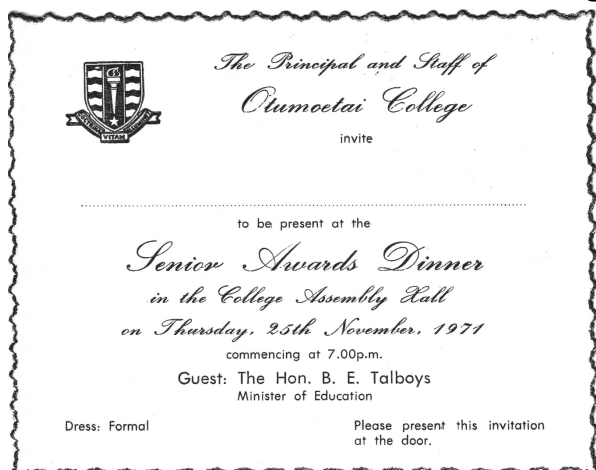 The Principal and Staff of
Otumoetai College
invite
VITAM
to be present at the
Senior Awards Dinner
in the College Assembly Hall
on Thursday, 25th November, 1971
commencing at 7.00p.m.
Guest: The Hon. B. E. Talboys
Minister of Education
Dress: Formal
Please present this invitation
at the door.